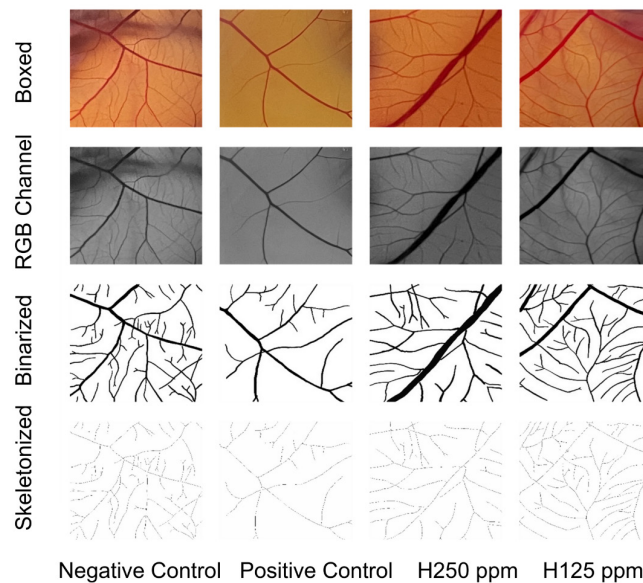 Boxed
RGB Channel
Binarized
Skeletonized
Negative Control
Positive Control
H250 ppm
H125 ppm